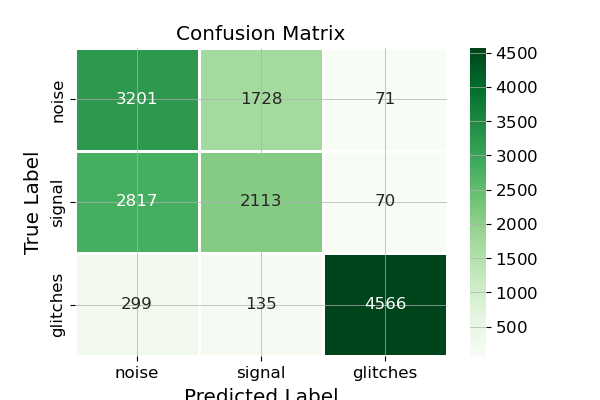 Confusion Matrix
True Label
noise
3201 1728 71
signal
2817 2113 70
glitches
299 135 4566
noise signal glitches
Predicted Label
4500
4000
3500
3000
2500
2000
1500
1000
500